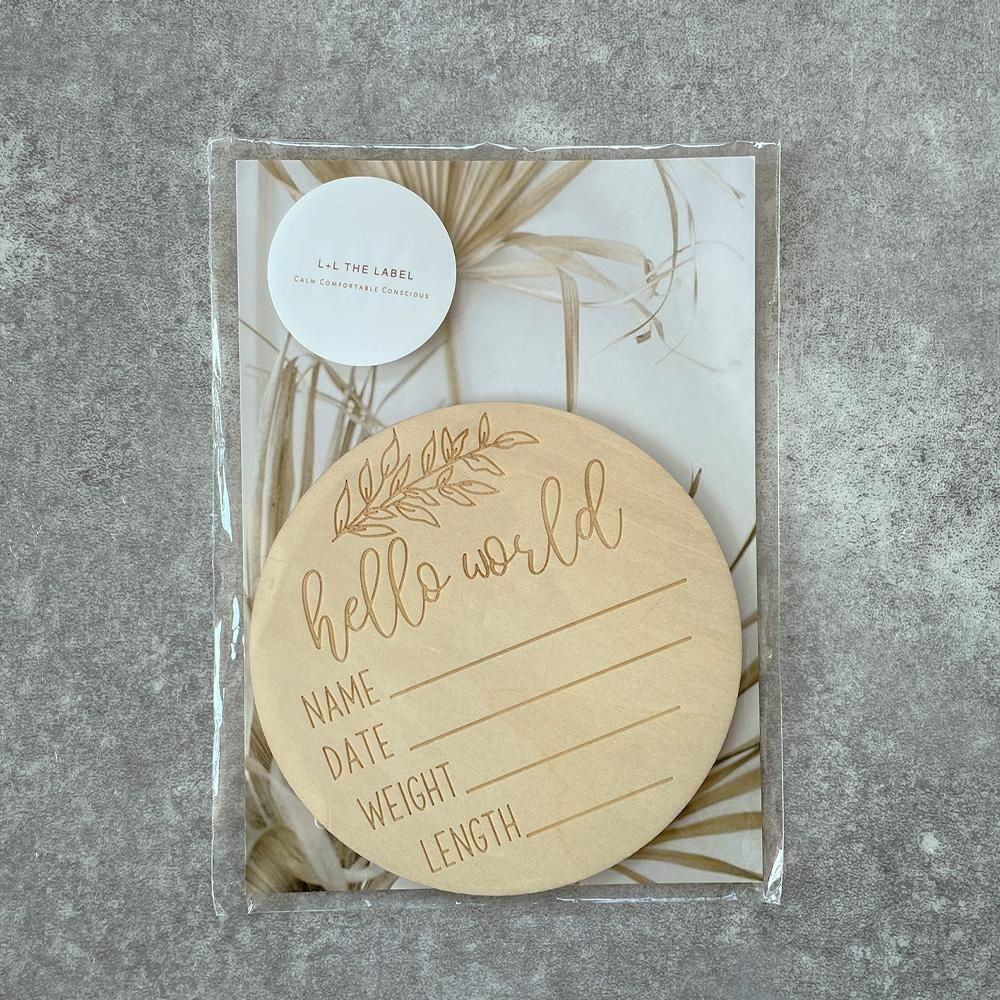 L+L THE LABEL
CALM COMFORTABLE CONSCIOUS
hello world
NAME
DATE
WEIGHT
LENGTH